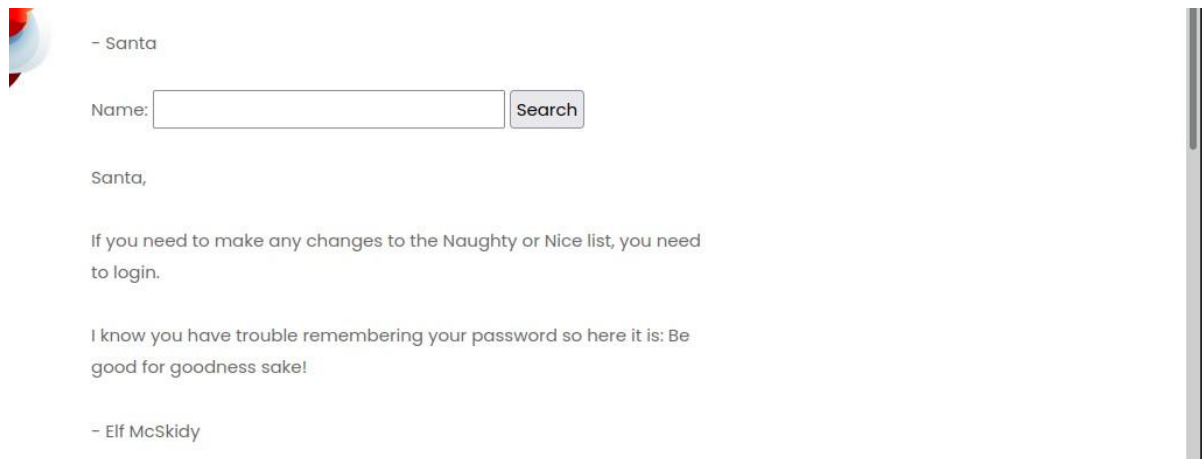 - Santa
Name: Search
Santa,
If you need to make any changes to the Naughty or Nice list, you need
to login.
I know you have trouble remembering your password so here it is: Be
good for goodness sake!
- Elf McSkidy